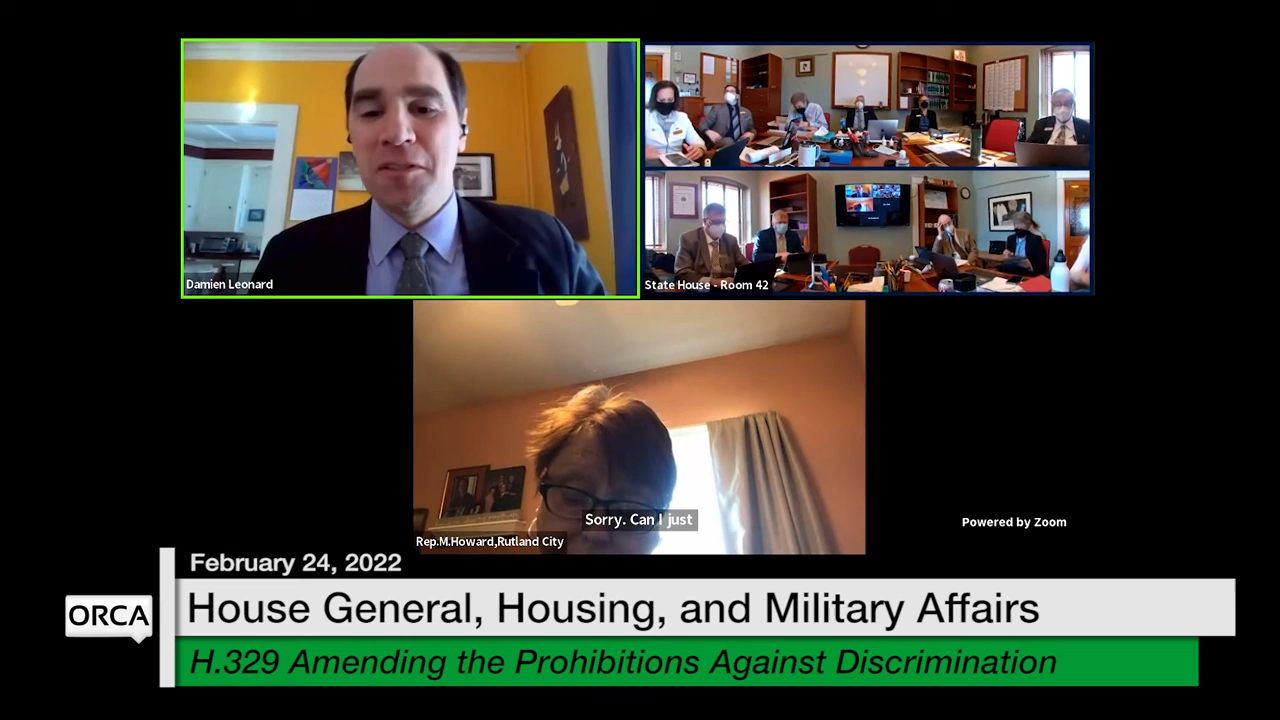 Damien Leonard
State House - Room 42
Sorry. Can I just
Rep.M.Howard,Rutland City
Powered by Zoom
February 24, 2022
ORCA
House General, Housing, and Military Affairs
H.329 Amending the Prohibitions Against Discrimination